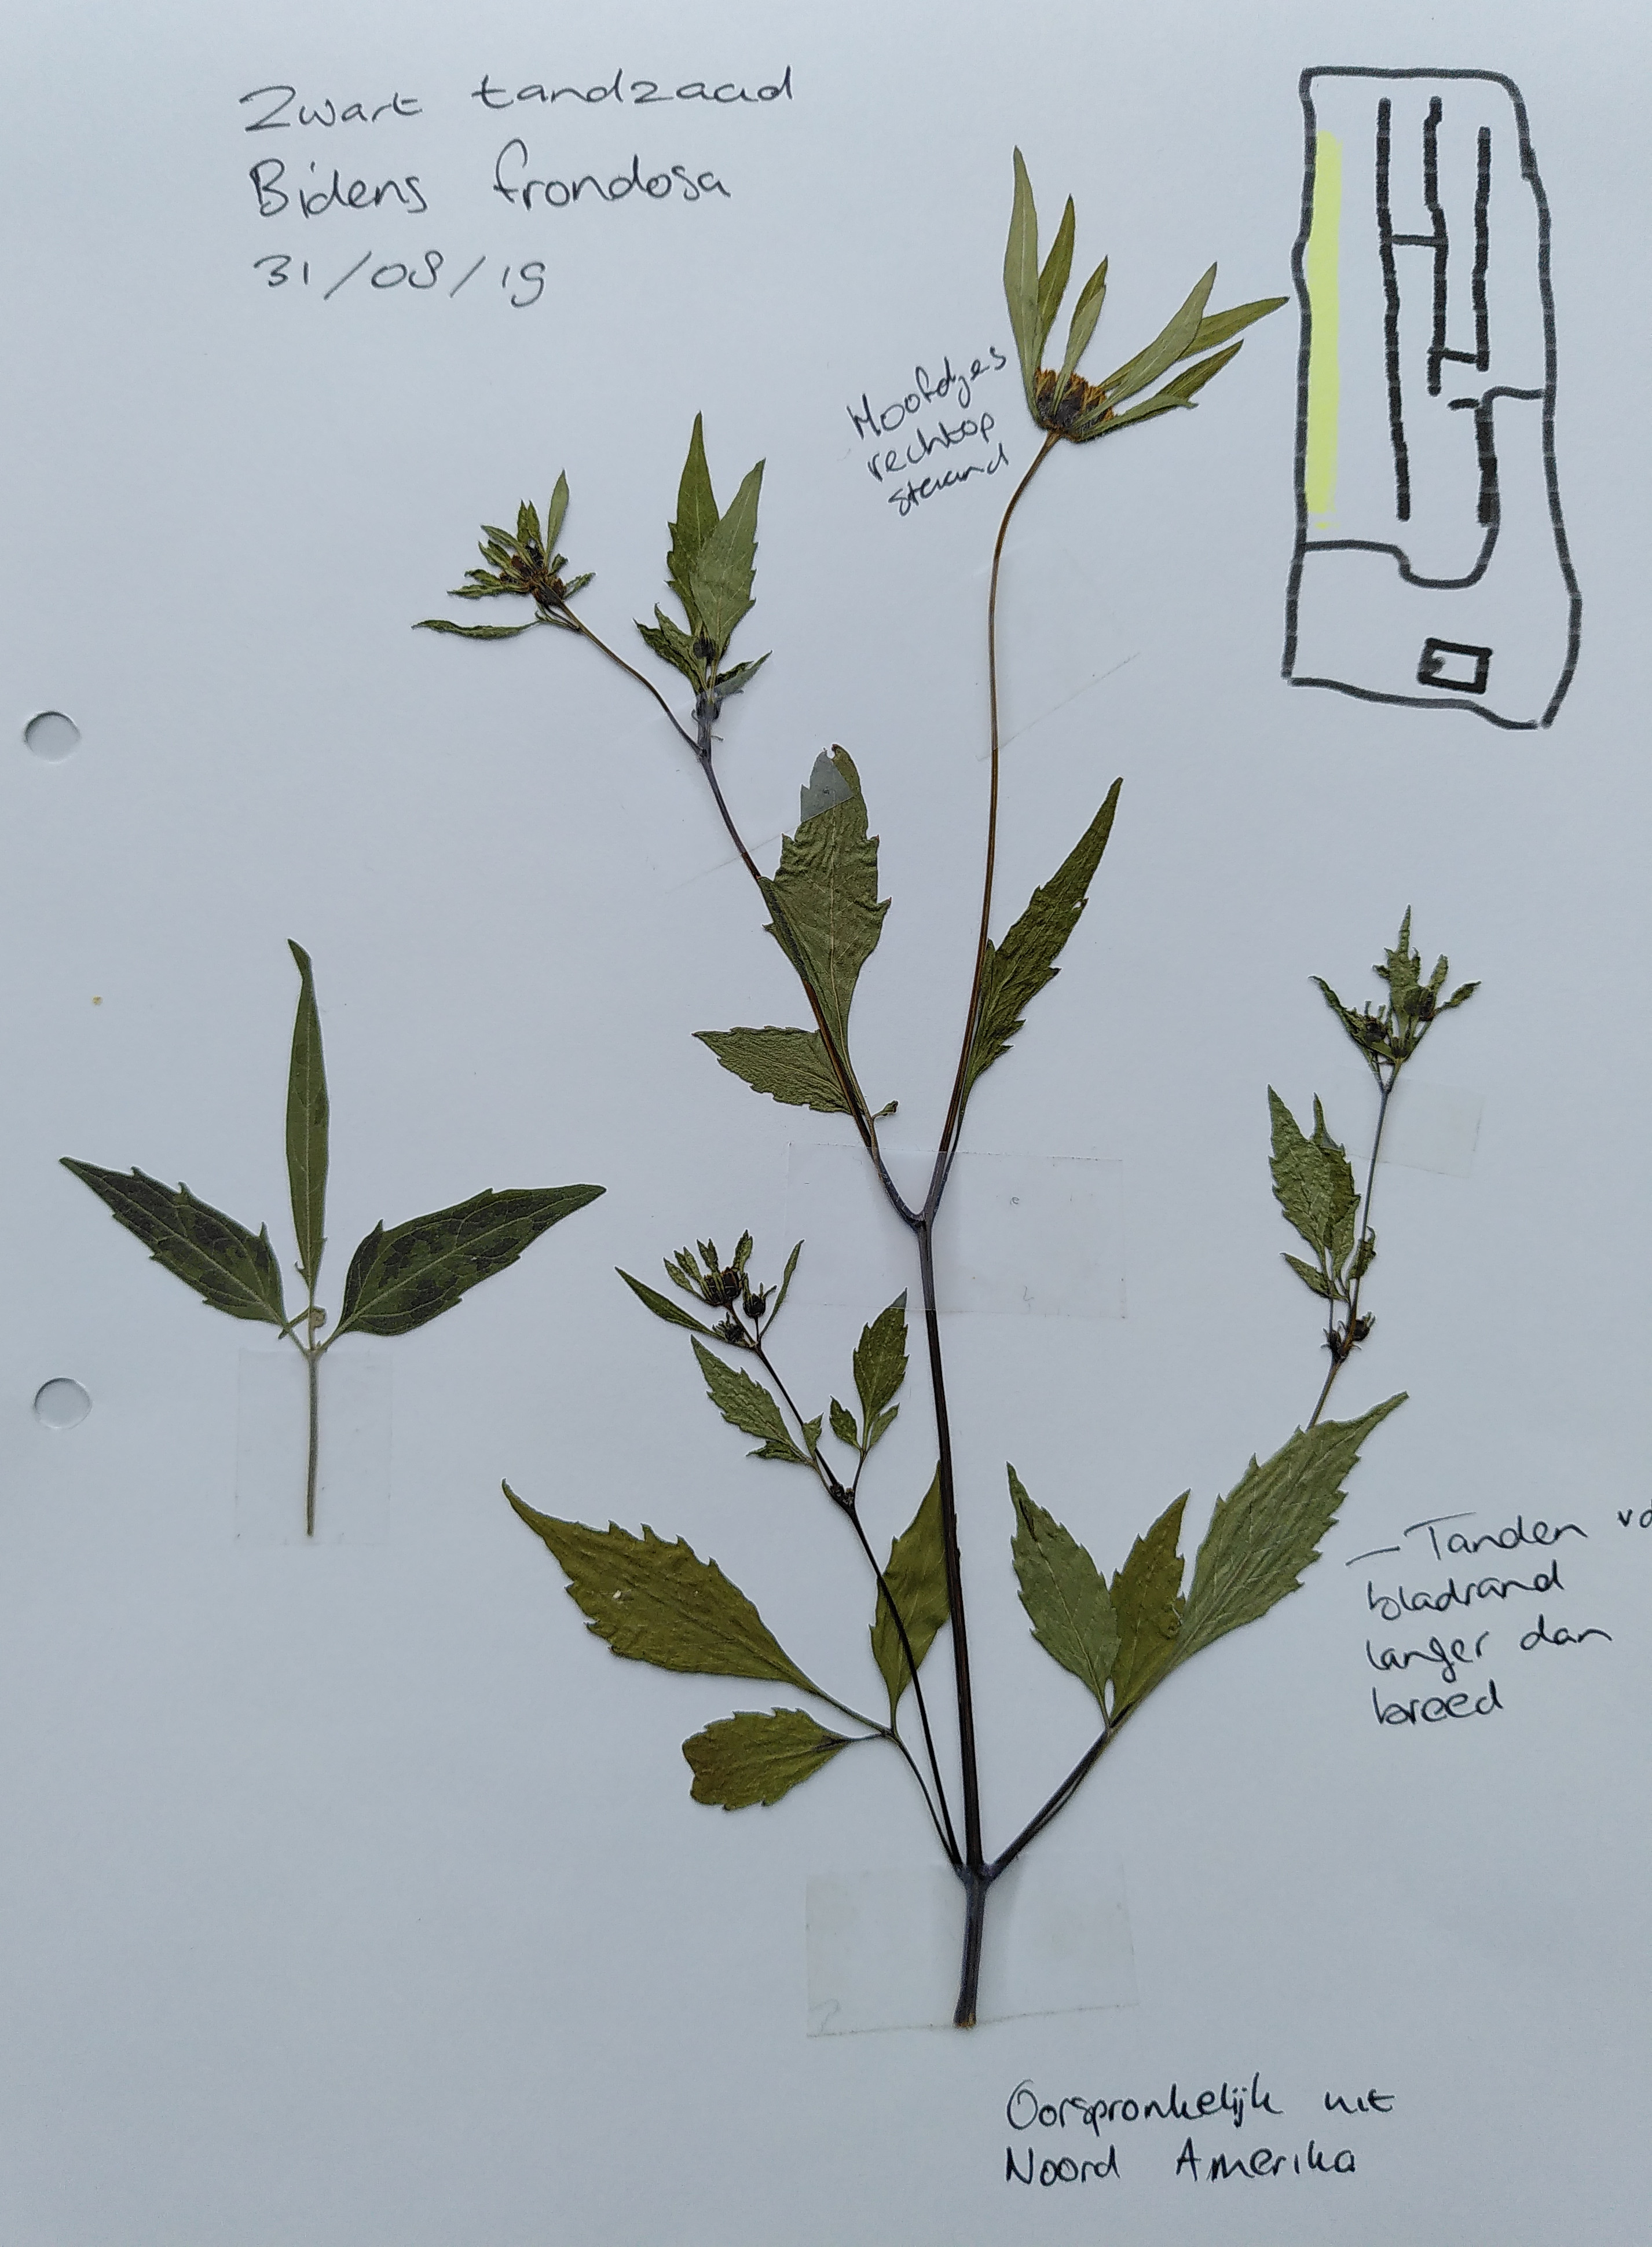 Zwart tandzaad
Bidens frondosa
31/08/19
Hoofdjes
rechtop
staand
– Tanden
bladrand
langer dan
breed
Oorspronkelijk uit
Noord Amerika